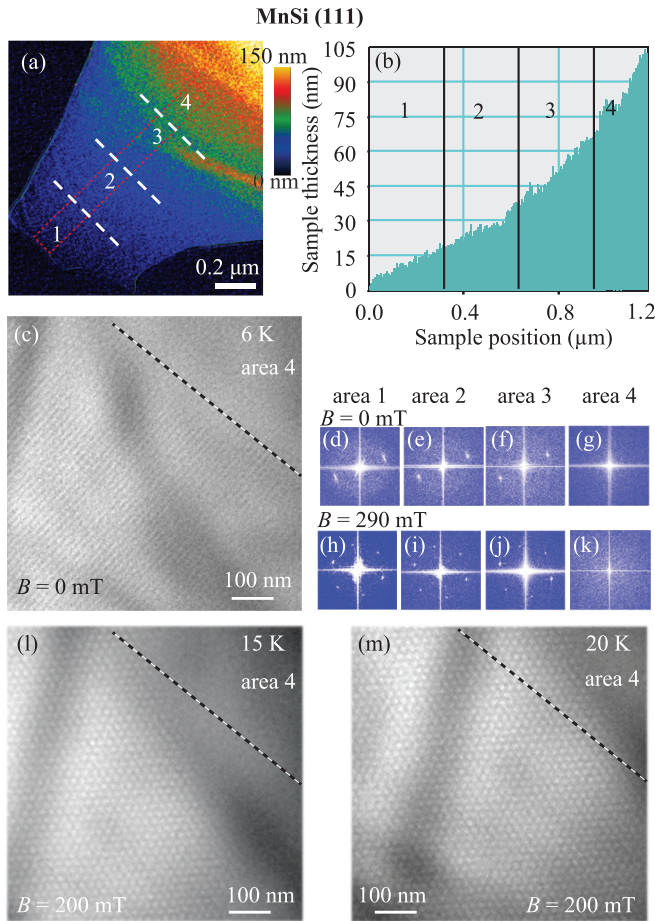 MnSi (111)
(a)
150 nm
0 nm
1
2
3
4
0.2 μm
(b)
Sample thickness (nm)
105
90
75
60
45
30
15
0
1
2
3
4
0.0
0.4
0.8
1.2
Sample position (μm)
(c)
6 K
area 4
B = 0 mT
100 nm
area 1 area 2 area 3 area 4
B = 0 mT
(d) (e) (f) (g)
B = 290 mT
(h) (i) (j) (k)
(l)
15 K
area 4
B = 200 mT
100 nm
(m)
20 K
area 4
100 nm
B = 200 mT